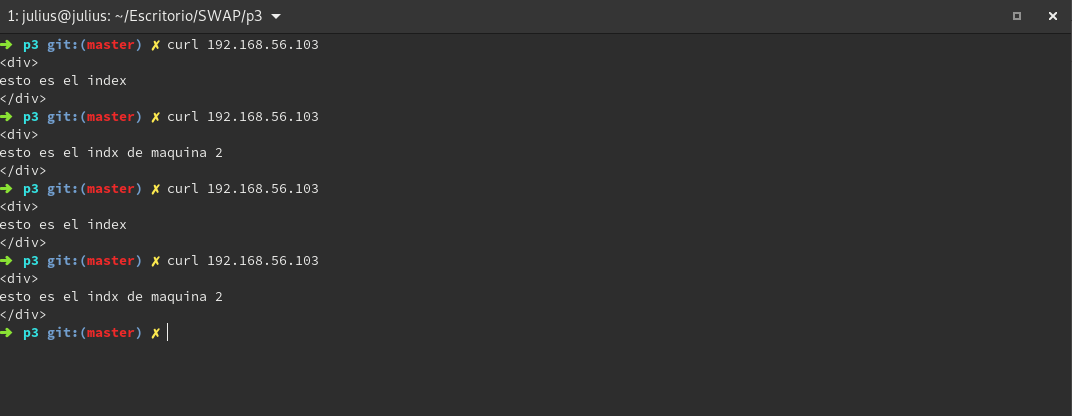 1: julius@julius: ~/Escritorio/SWAP/p3
➜ p3 git:(master) ✗ curl 192.168.56.103
<div>
esto es el index
</div>
➜ p3 git:(master) ✗ curl 192.168.56.103
<div>
esto es el indx de maquina 2
</div>
➜ p3 git:(master) ✗ curl 192.168.56.103
<div>
esto es el index
</div>
➜ p3 git:(master) ✗ curl 192.168.56.103
<div>
esto es el indx de maquina 2
</div>
➜ p3 git:(master) ✗